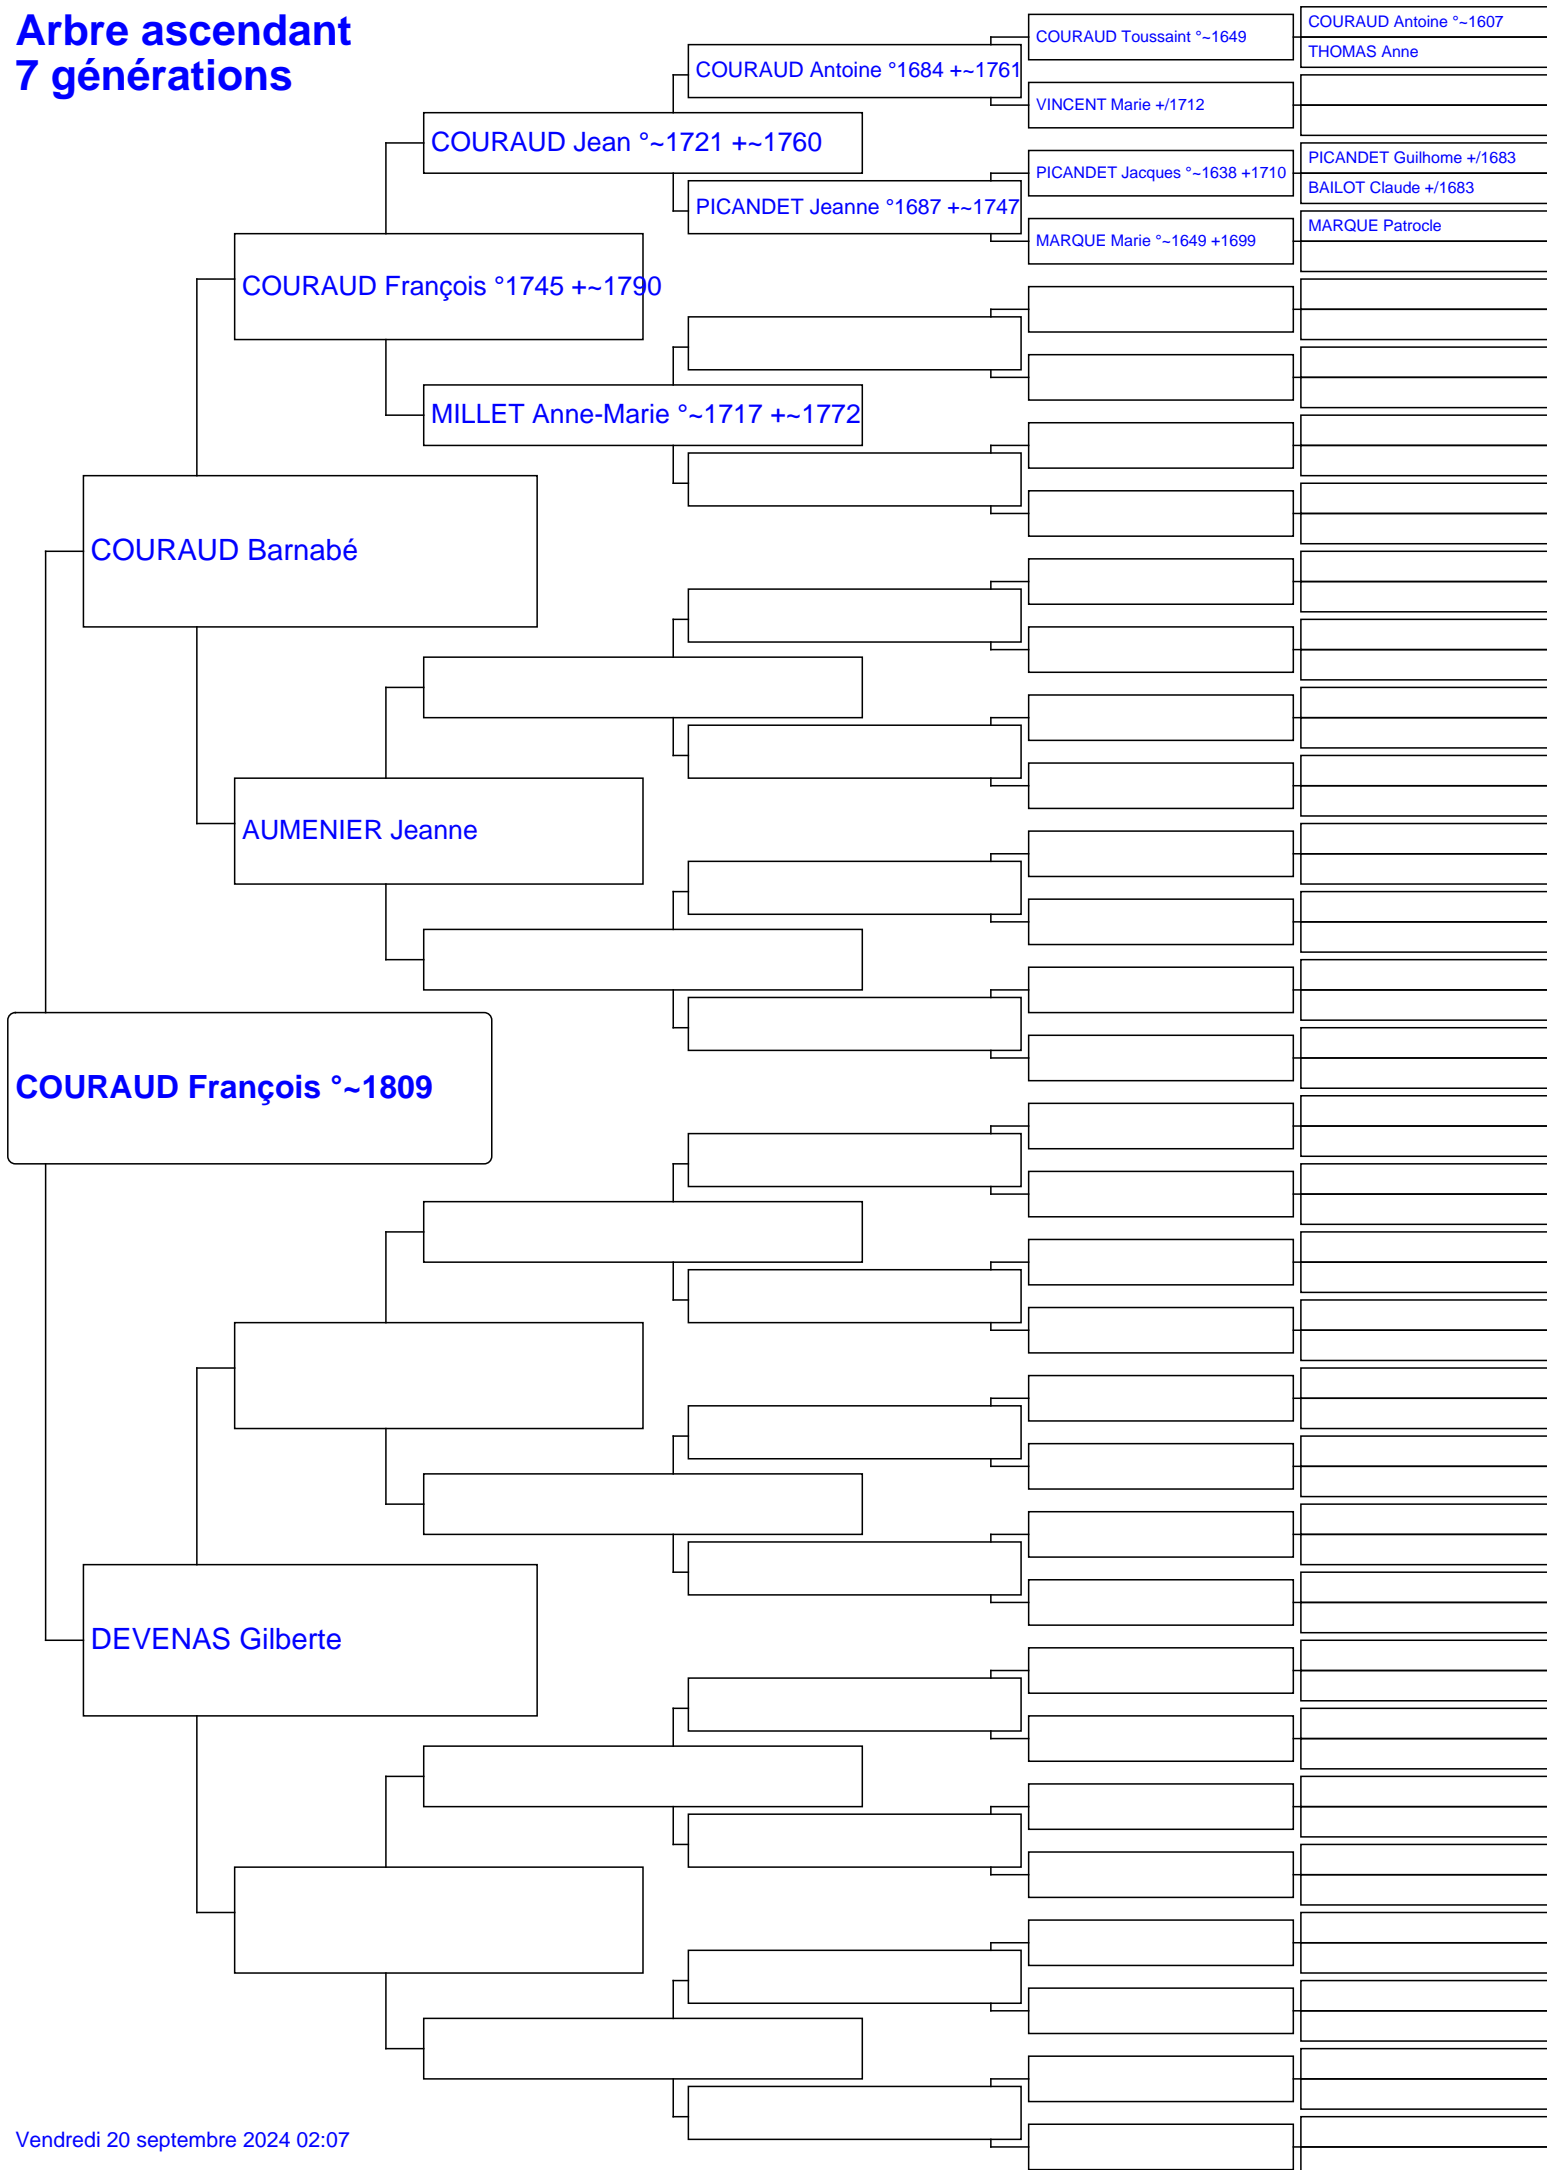 Arbre ascendant
7 générations
COURAUD Antoine °~1607
COURAUD Toussaint °~1649
THOMAS Anne
COURAUD Antoine °1684 +~1761
VINCENT Marie +/1712
COURAUD Jean °~1721 +~1760
PICANDET Guilhome +/1683
PICANDET Jacques °~1638 +1710
BAILOT Claude +/1683
PICANDET Jeanne °1687 +~1747
MARQUE Patrocle
MARQUE Marie °~1649 +1699
COURAUD François °1745 +~1790
MILLET Anne-Marie °~1717 +~1772
COURAUD Barnabé
AUMENIER Jeanne
COURAUD François °~1809
DEVENAS Gilberte
Vendredi 20 septembre 2024 02:07